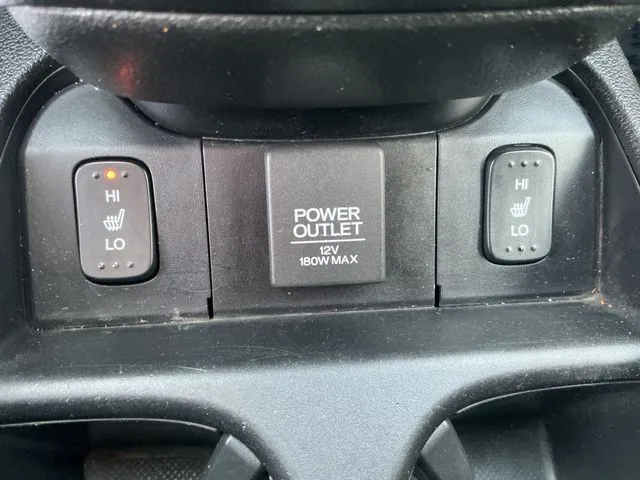 HI
LO
POWER
OUTLET
12V
180W MAX
HI
LO